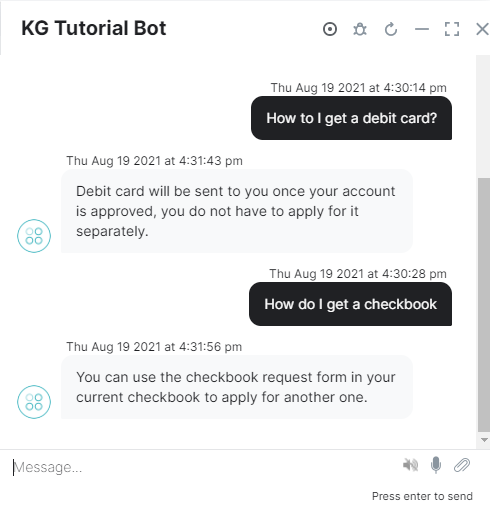 KG Tutorial Bot
Thu Aug 19 2021 at 4:30:14 pm
How to I get a debit card?
Thu Aug 19 2021 at 4:31:43 pm
Debit card will be sent to you once your account
is approved, you do not have to apply for it
separately.
Thu Aug 19 2021 at 4:30:28 pm
How do I get a checkbook
Thu Aug 19 2021 at 4:31:56 pm
You can use the checkbook request form in your
current checkbook to apply for another one.
Message...
Press enter to send